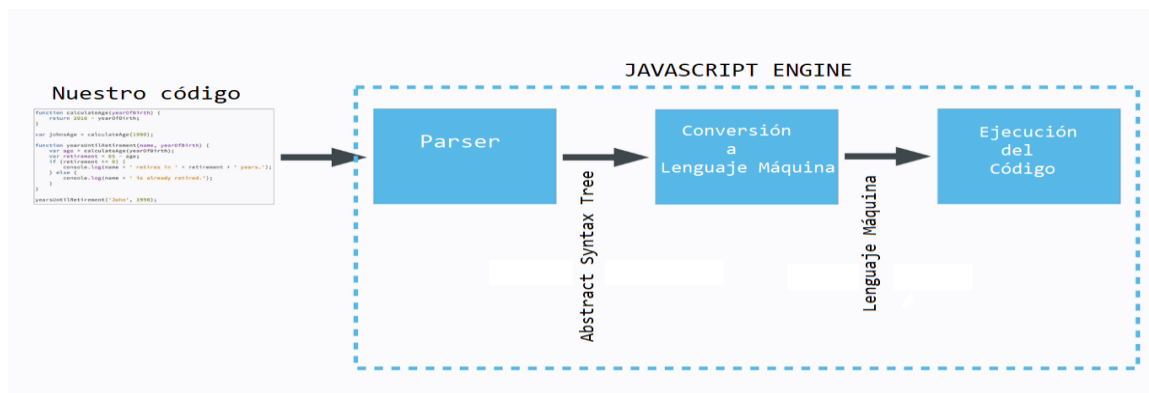 JAVASCRIPT ENGINE
Nuestro código
function calculateAge(yearOfBirth) {
return 2016 - yearOfBirth;
}
var johnsAge = calculateAge(1990);
function yearsUntilRetirement(name, yearOfBirth) {
var age = calculateAge(yearOfBirth);
var retirement = 65 - age;
if (retirement >= 0) {
console.log(name + ' retires in ' + retirement + ' years.');
} else {
console.log(name + ' is already retired.');
}
}
yearsUntilRetirement('John', 1990);
Parser
Abstract Syntax Tree
Conversión
a
Lenguaje Máquina
Lenguaje Máquina
Ejecución
del
Código